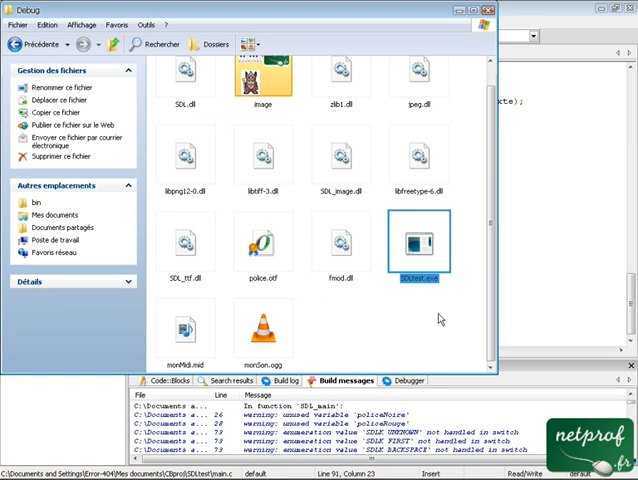 Debug
Fichier Edition Affichage Favoris Outils ?
Précédente Rechercher Dossiers
Gestion des fichiers
Renommer ce fichier
Déplacer ce fichier
Copier ce fichier
Publier ce fichier sur le Web
Envoyer ce fichier par courrier
électronique
Supprimer ce fichier
Autres emplacements
bin
Mes documents
Documents partagés
Poste de travail
Favoris réseau
Détails
SDL.dll image zlib1.dll jpeg.dll
libpng12-0.dll libtiff-3.dll SDL_image.dll libfreetype-6.dll
SDL_ttf.dll police.otf fmod.dll SDLtest.exe
monMidi.mid monSon.ogg
xte);
Code::Blocks Search results Build log Build messages Debugger
File Line Message
C:\Documents a... In function `SDL_main':
C:\Documents a... 26 warning: unused variable `policeNoire'
C:\Documents a... 28 warning: unused variable `policeRouge'
C:\Documents a... 73 warning: enumeration value `SDLK_UNKNOWN' not handled in switch
C:\Documents a... 73 warning: enumeration value `SDLK_FIRST' not handled in switch
C:\Documents a... 73 warning: enumeration value `SDLK_BACKSPACE' not handled in switch
C:\Documents and Settings\Error-404\Mes documents\CBproj\SDLtest\main.c default Line 91, Column 23 Insert Read/Write default
netprof
.fr